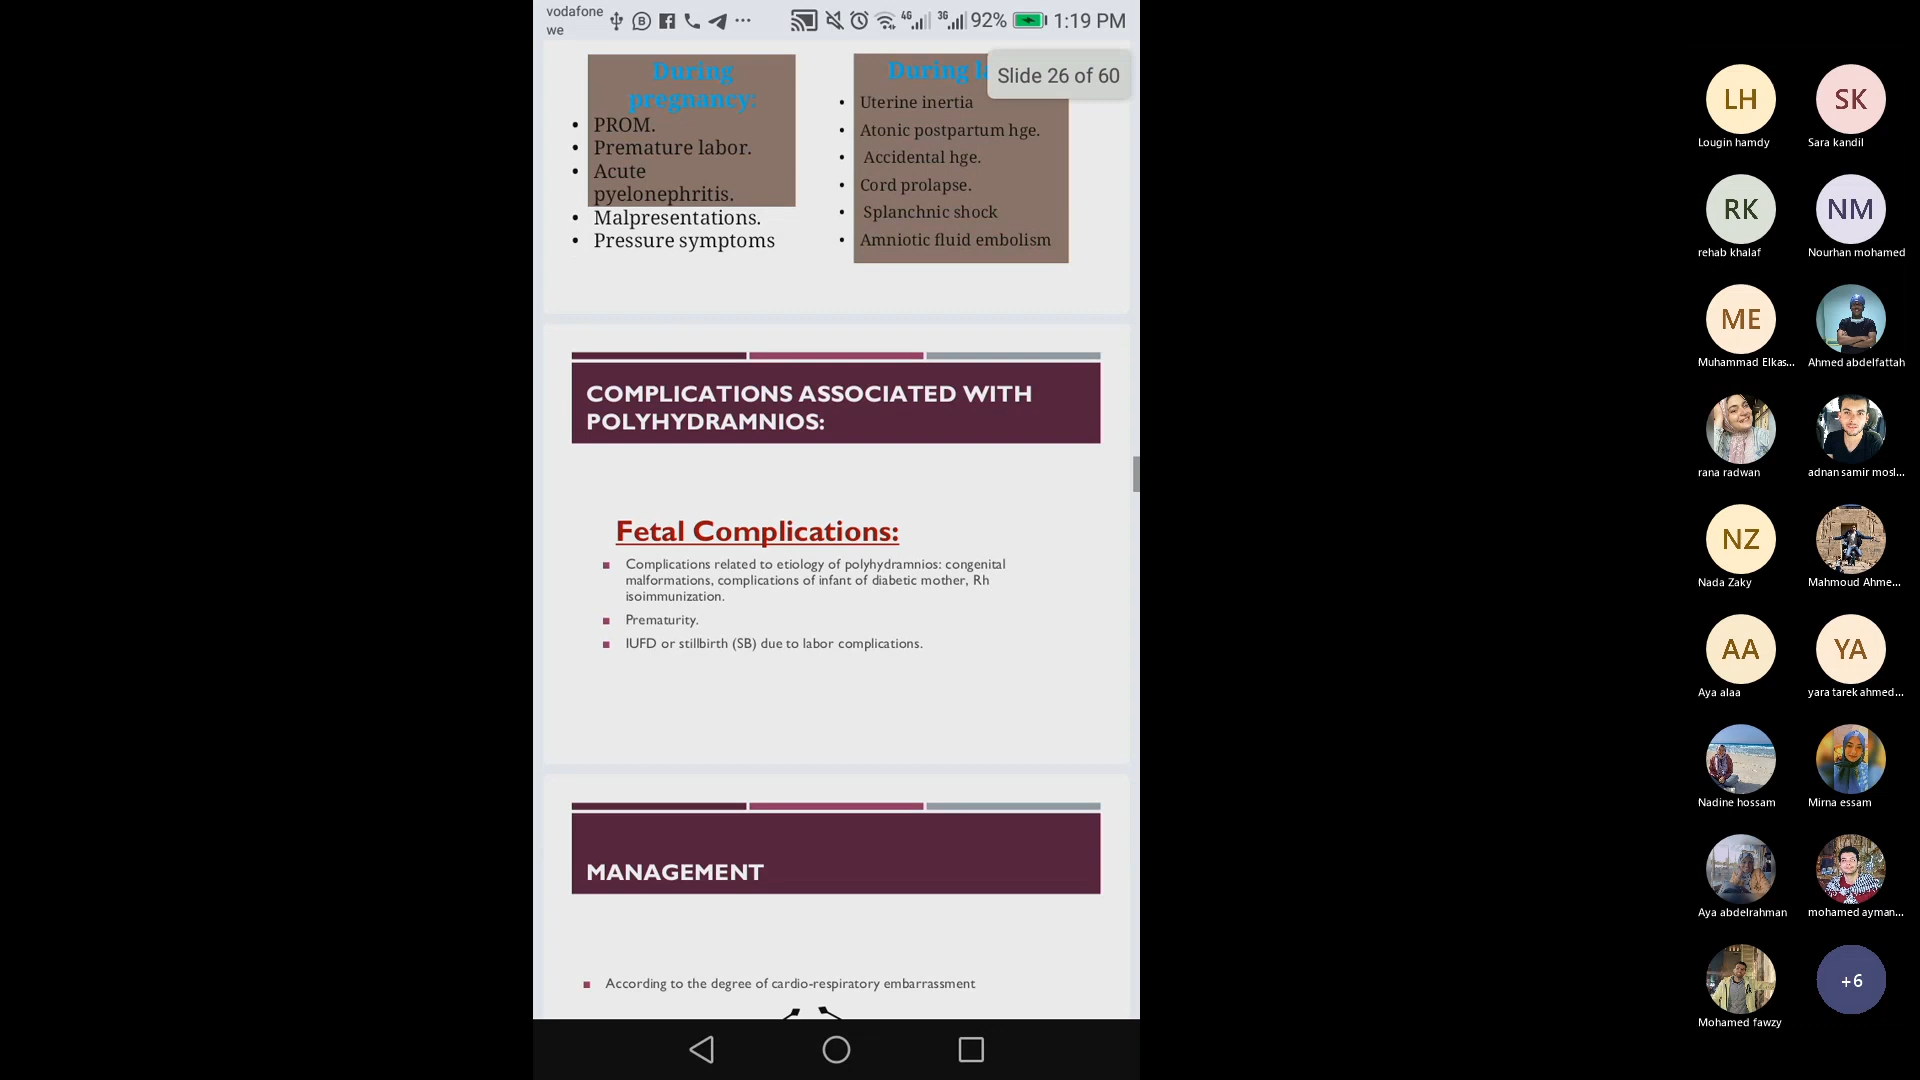 vodafone
we
4G 3G 92% 1:19 PM
Slide 26 of 60
During
pregnancy:
• PROM.
• Premature labor.
• Acute
pyelonephritis.
• Malpresentations.
• Pressure symptoms
During la
• Uterine inertia
• Atonic postpartum hge.
• Accidental hge.
• Cord prolapse.
• Splanchnic shock
• Amniotic fluid embolism
COMPLICATIONS ASSOCIATED WITH
POLYHYDRAMNIOS:
Fetal Complications:
Complications related to etiology of polyhydramnios: congenital
malformations, complications of infant of diabetic mother, Rh
isoimmunization.
Prematurity.
IUFD or stillbirth (SB) due to labor complications.
MANAGEMENT
According to the degree of cardio-respiratory embarrassment
LH SK
Lougin hamdy Sara kandil
RK NM
rehab khalaf Nourhan mohamed
ME
Muhammad Elkas... Ahmed abdelfattah
rana radwan adnan samir mosl...
NZ
Nada Zaky Mahmoud Ahme...
AA YA
Aya alaa yara tarek ahmed...
Nadine hossam Mirna essam
Aya abdelrahman mohamed ayman...
+6
Mohamed fawzy